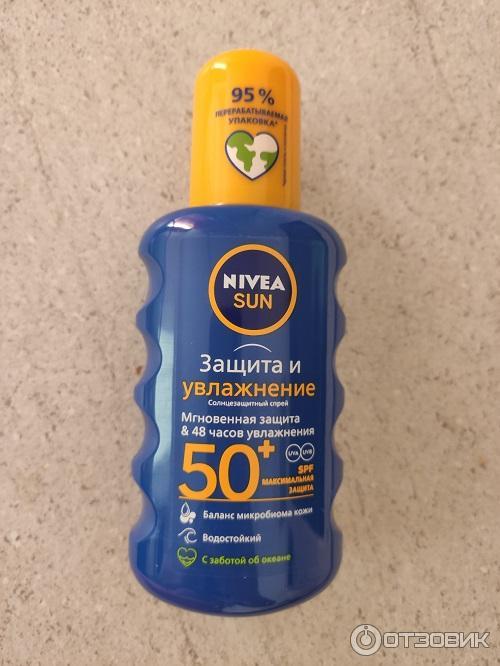 95%
ПЕРЕРАБАТЫВАЕМАЯ
УПАКОВКА*
NIVEA
SUN
Защита и
увлажнение
Солнцезащитный спрей
Мгновенная защита
& 48 часов увлажнения
50+
UVA UVB
SPF
МАКСИМАЛЬНАЯ
ЗАЩИТА
Баланс микробиома кожи
Водостойкий
С заботой об океане
ОТЗОВИК